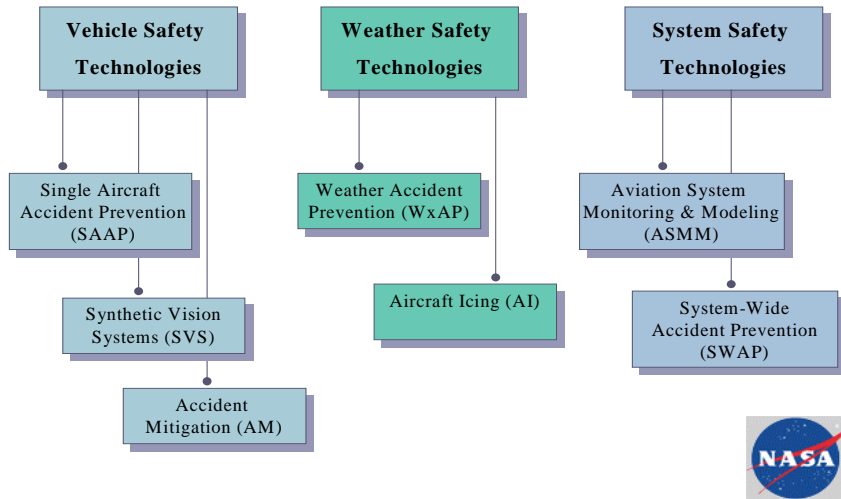 Vehicle Safety
Technologies
Weather Safety
Technologies
System Safety
Technologies
Single Aircraft
Accident Prevention
(SAAP)
Weather Accident
Prevention (WxAP)
Aviation System
Monitoring & Modeling
(ASMM)
Synthetic Vision
Systems (SVS)
Aircraft Icing (AI)
System-Wide
Accident Prevention
(SWAP)
Accident
Mitigation (AM)
NASA